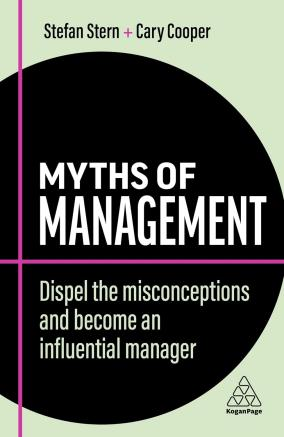 Stefan Stern + Cary Cooper
MYTHS OF
MANAGEMENT
Dispel the misconceptions
and become an
influential manager
KoganPage